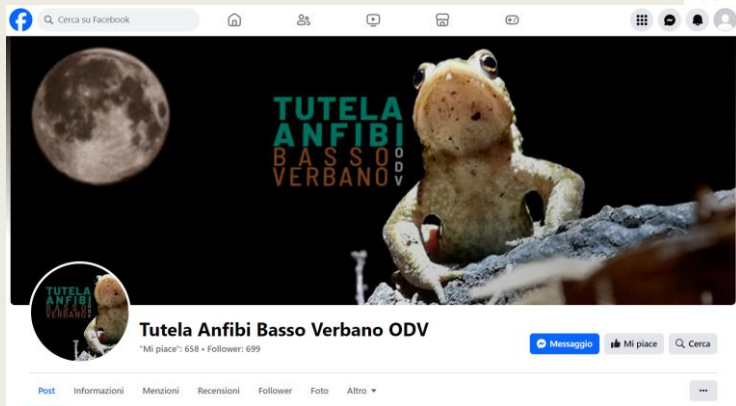 Cerca su Facebook
TUTELA
ANFIBI
BASSO ODV
VERBANO
TUTELA
ANFIBI
BASSO
VERBANO
Tutela Anfibi Basso Verbano ODV
"Mi piace": 658 • Follower: 699
Messaggio
Mi piace
Cerca
Post Informazioni Menzioni Recensioni Follower Foto Altro